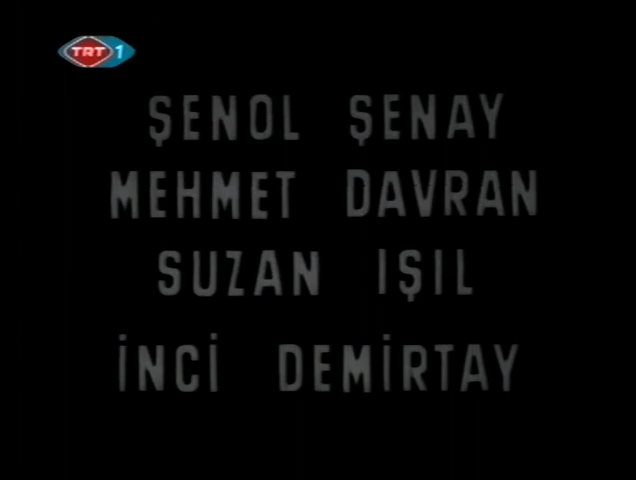 TRT 1
ŞENOL ŞENAY
MEHMET DAVRAN
SUZAN IŞIL
İNCİ DEMİRTAY